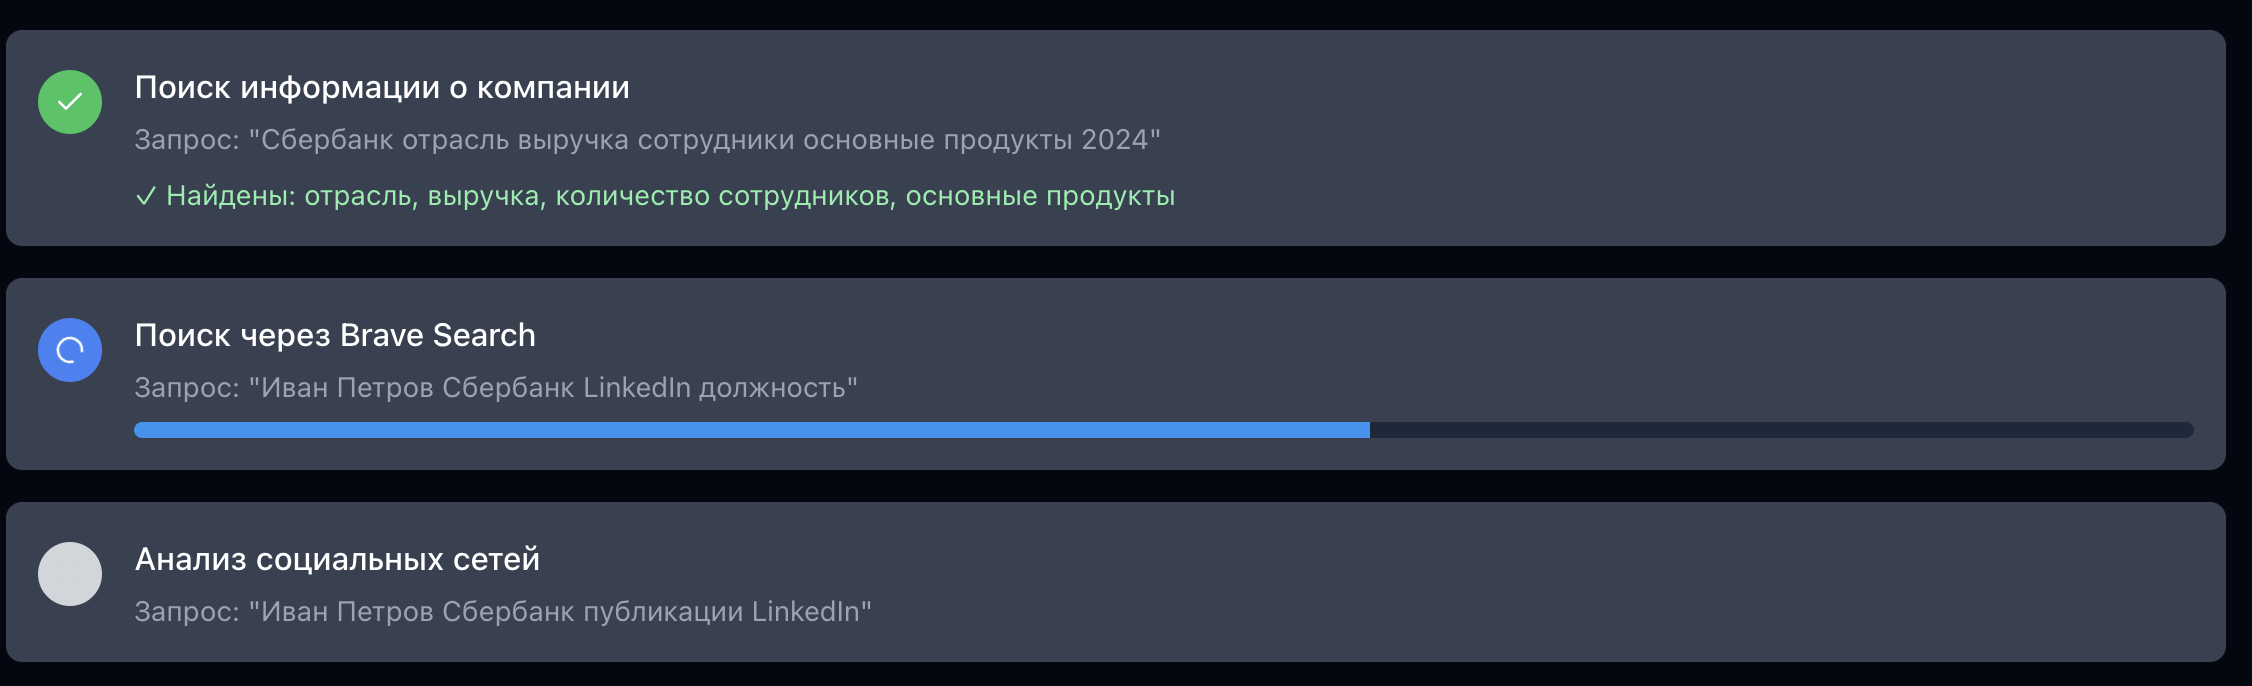 Поиск информации о компании
Запрос: "Сбербанк отрасль выручка сотрудники основные продукты 2024"
✓ Найдены: отрасль, выручка, количество сотрудников, основные продукты
Поиск через Brave Search
Запрос: "Иван Петров Сбербанк LinkedIn должность"
Анализ социальных сетей
Запрос: "Иван Петров Сбербанк публикации LinkedIn"